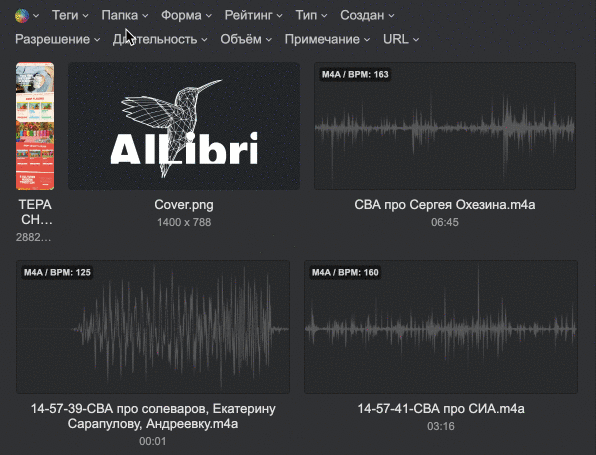 Теги Папка Форма Рейтинг Тип Создан
Разрешение Длительность Объём Примечание URL
M4A / BPM: 163
AlLibri
ТЕРА
СН...
2882...
Cover.png
1400 x 788
СВА про Сергея Охезина.m4a
06:45
M4A / BPM: 125
M4A / BPM: 160
14-57-39-СВА про солеваров, Екатерину
Сарапулову, Андреевку.m4a
00:01
14-57-41-СВА про СИА.m4a
03:16